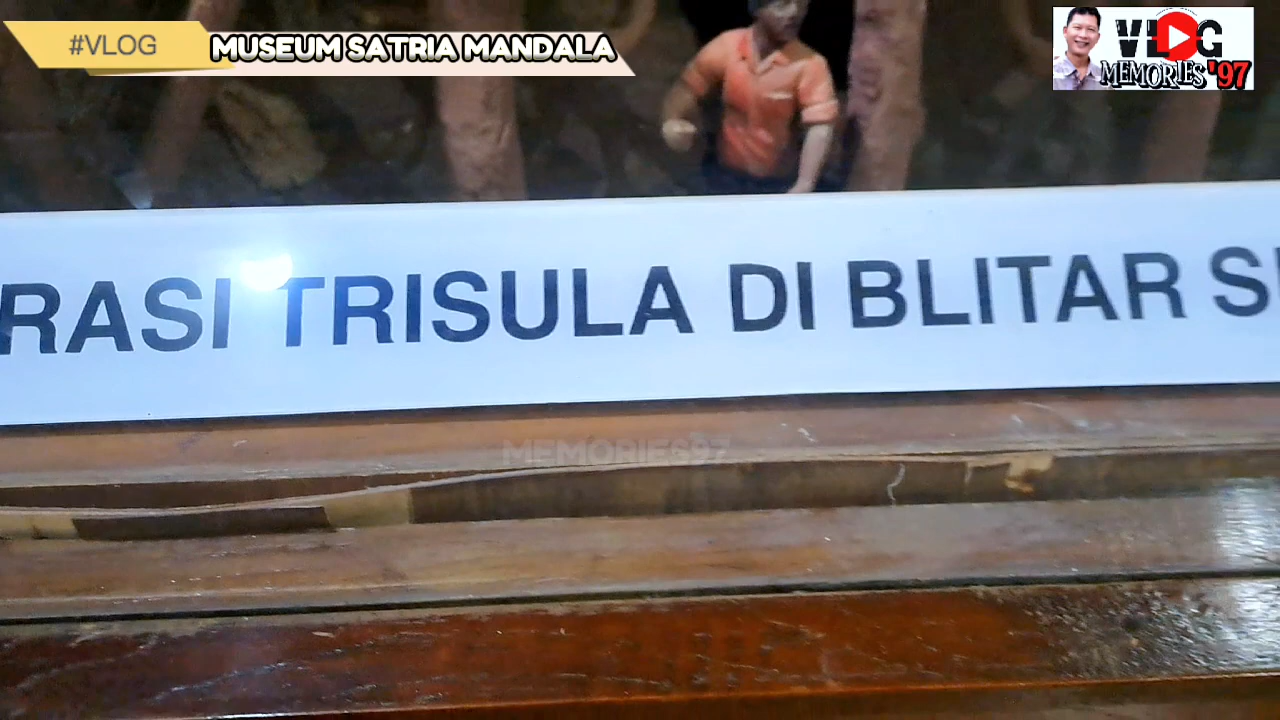 #VLOG
MUSEUM SATRIA MANDALA
VLOG
MEMORIES '97
RASI TRISULA DI BLITAR S
MEMORIES97